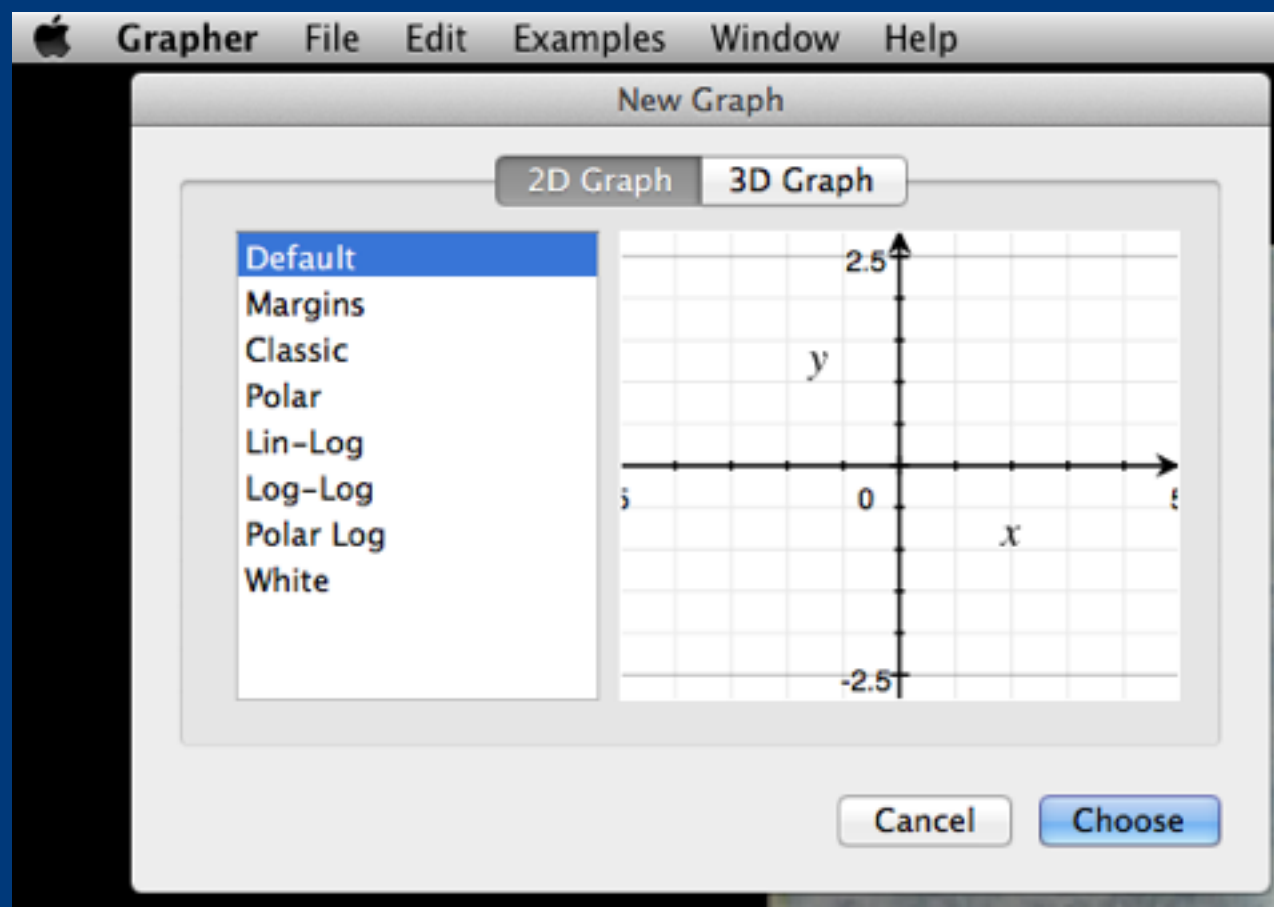 Grapher File Edit Examples Window Help
New Graph
2D Graph 3D Graph
Default
Margins
Classic
Polar
Lin-Log
Log-Log
Polar Log
White
2.5
y
0
x
-2.5
Cancel Choose